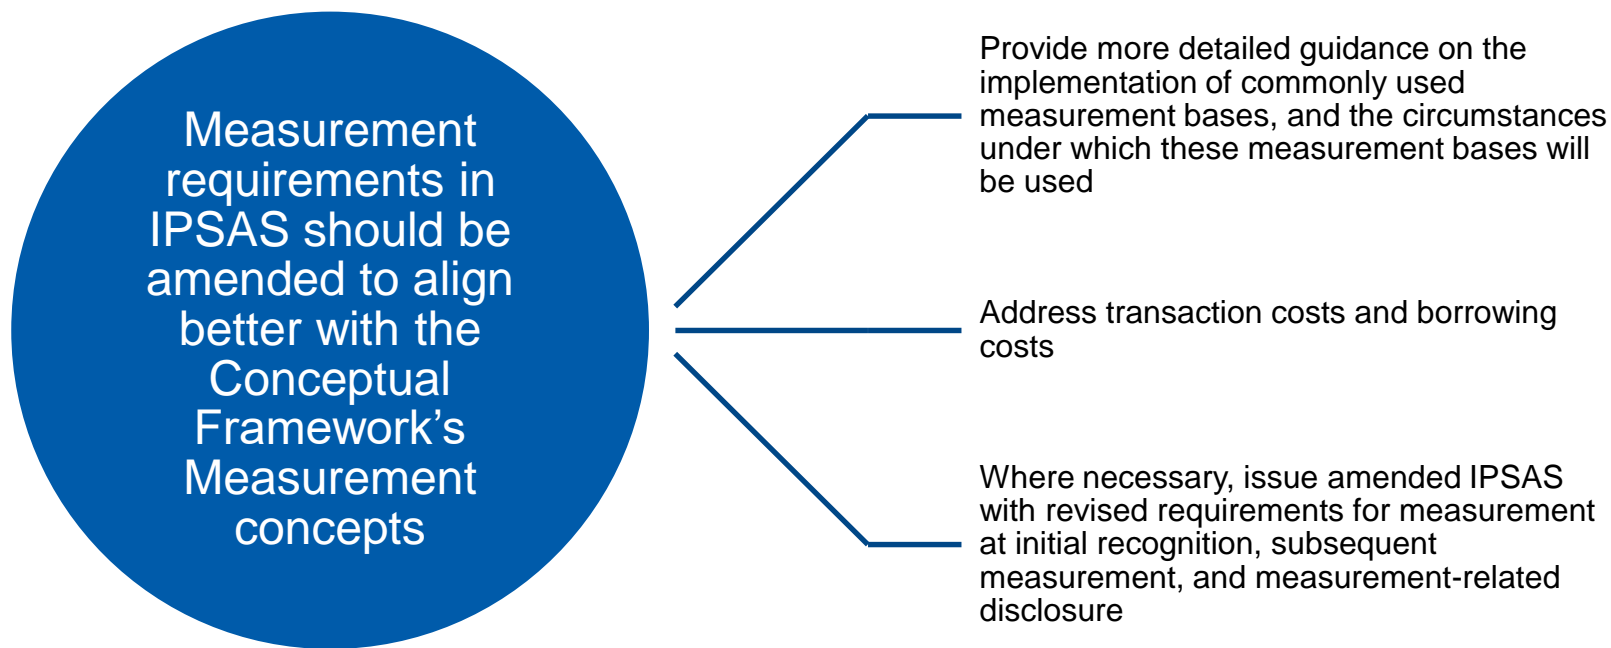 Measurement
requirements in
IPSAS should be
amended to align
better with the
Conceptual
Framework’s
Measurement
concepts
Provide more detailed guidance on the
implementation of commonly used
measurement bases, and the circumstances
under which these measurement bases will
be used
Address transaction costs and borrowing
costs
Where necessary, issue amended IPSAS
with revised requirements for measurement
at initial recognition, subsequent
measurement, and measurement-related
disclosure